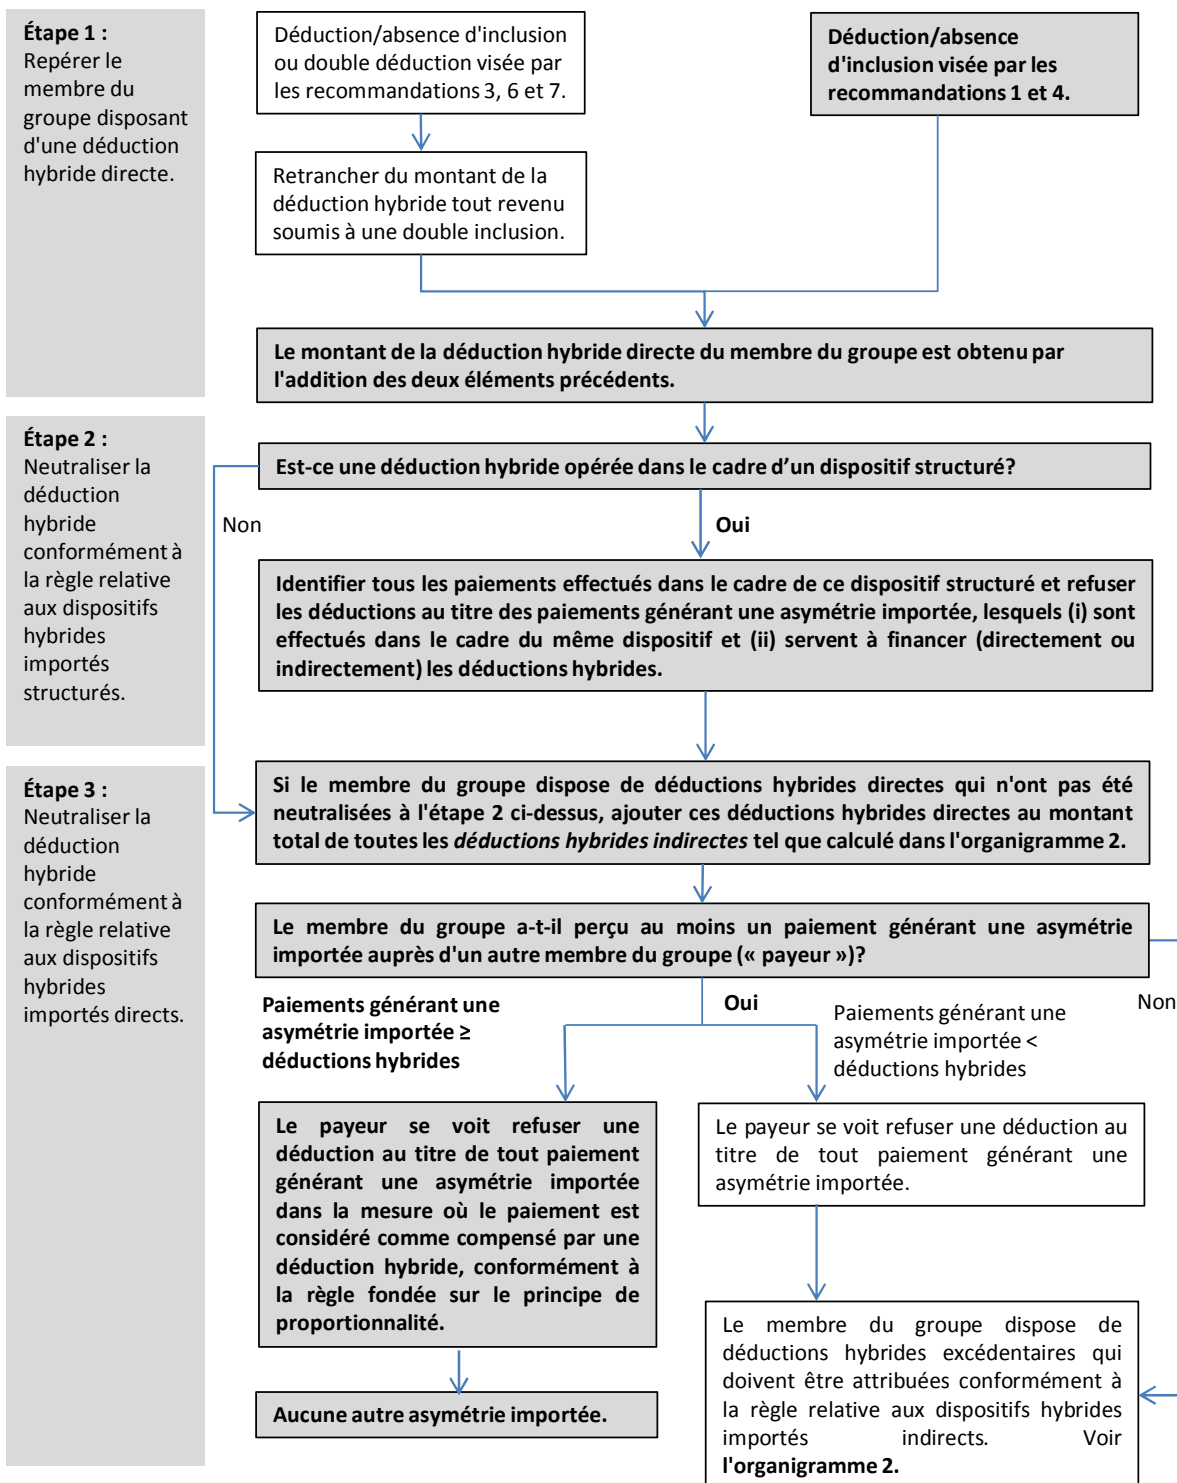 Étape 1 :
Repérer le
membre du
groupe disposant
d'une déduction
hybride directe.
Déduction/absence d'inclusion
ou double déduction visée par
les recommandations 3, 6 et 7.
Déduction/absence
d'inclusion visée par les
recommandations 1 et 4.
Retrancher du montant de la
déduction hybride tout revenu
soumis à une double inclusion.
Le montant de la déduction hybride directe du membre du groupe est obtenu par
l'addition des deux éléments précédents.
Étape 2 :
Neutraliser la
déduction
hybride
conformément à
la règle relative
aux dispositifs
hybrides
importés
structurés.
Est-ce une déduction hybride opérée dans le cadre d'un dispositif structuré?
Non
Oui
Identifier tous les paiements effectués dans le cadre de ce dispositif structuré et refuser
les déductions au titre des paiements générant une asymétrie importée, lesquels (i) sont
effectués dans le cadre du même dispositif et (ii) servent à financer (directement ou
indirectement) les déductions hybrides.
Étape 3 :
Neutraliser la
déduction
hybride
conformément à
la règle relative
aux dispositifs
hybrides
importés directs.
Si le membre du groupe dispose de déductions hybrides directes qui n'ont pas été
neutralisées à l'étape 2 ci-dessus, ajouter ces déductions hybrides directes au montant
total de toutes les déductions hybrides indirectes tel que calculé dans l'organigramme 2.
Le membre du groupe a-t-il perçu au moins un paiement générant une asymétrie
importée auprès d'un autre membre du groupe (« payeur »)?
Paiements générant une
asymétrie importée ≥
déductions hybrides
Oui
Paiements générant une
asymétrie importée <
déductions hybrides
Non
Le payeur se voit refuser une
déduction au titre de tout paiement
générant une asymétrie importée
dans la mesure où le paiement est
considéré comme compensé par une
déduction hybride, conformément à
la règle fondée sur le principe de
proportionnalité.
Le payeur se voit refuser une déduction au
titre de tout paiement générant une
asymétrie importée.
Aucune autre asymétrie importée.
Le membre du groupe dispose de
déductions hybrides excédentaires qui
doivent être attribuées conformément à
la règle relative aux dispositifs hybrides
importés indirects. Voir
l'organigramme 2.